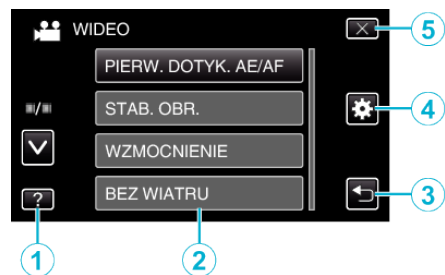 WIDEO
PIERW. DOTYK. AE/AF
STAB. OBR.
WZMOCNIENIE
BEZ WIATRU
?
1
2
3
4
5